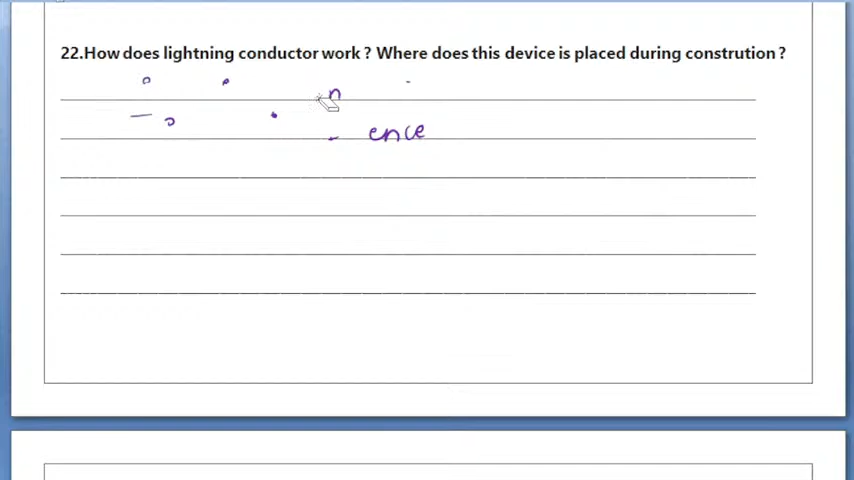 22.How does lightning conductor work ? Where does this device is placed during constrution ?
n
ence